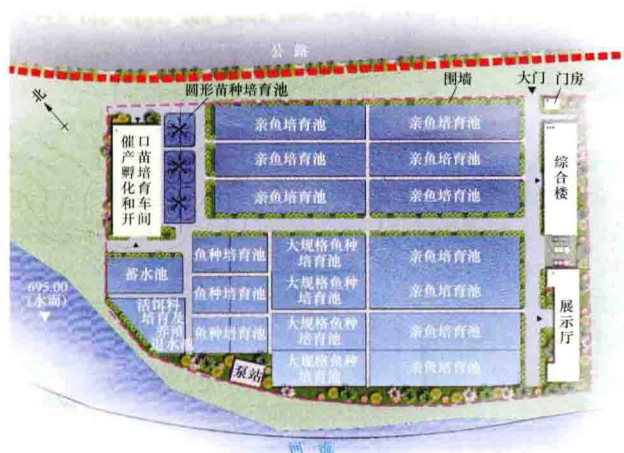 公路
北
圆形苗种培育池
围墙
大门
门房
催产孵化和开
口苗培育车间
亲鱼培育池
亲鱼培育池
亲鱼培育池
亲鱼培育池
亲鱼培育池
亲鱼培育池
综合楼
鱼种培育池
大规格鱼种
培育池
亲鱼培育池
蓄水池
695.00
(水面)
鱼种培育池
大规格鱼种
培育池
亲鱼培育池
活饵料
培育及
养殖
退水池
鱼种培育池
大规格鱼种
培育池
亲鱼培育池
展示厅
泵站
大规格鱼种
培育池
亲鱼培育池
河流